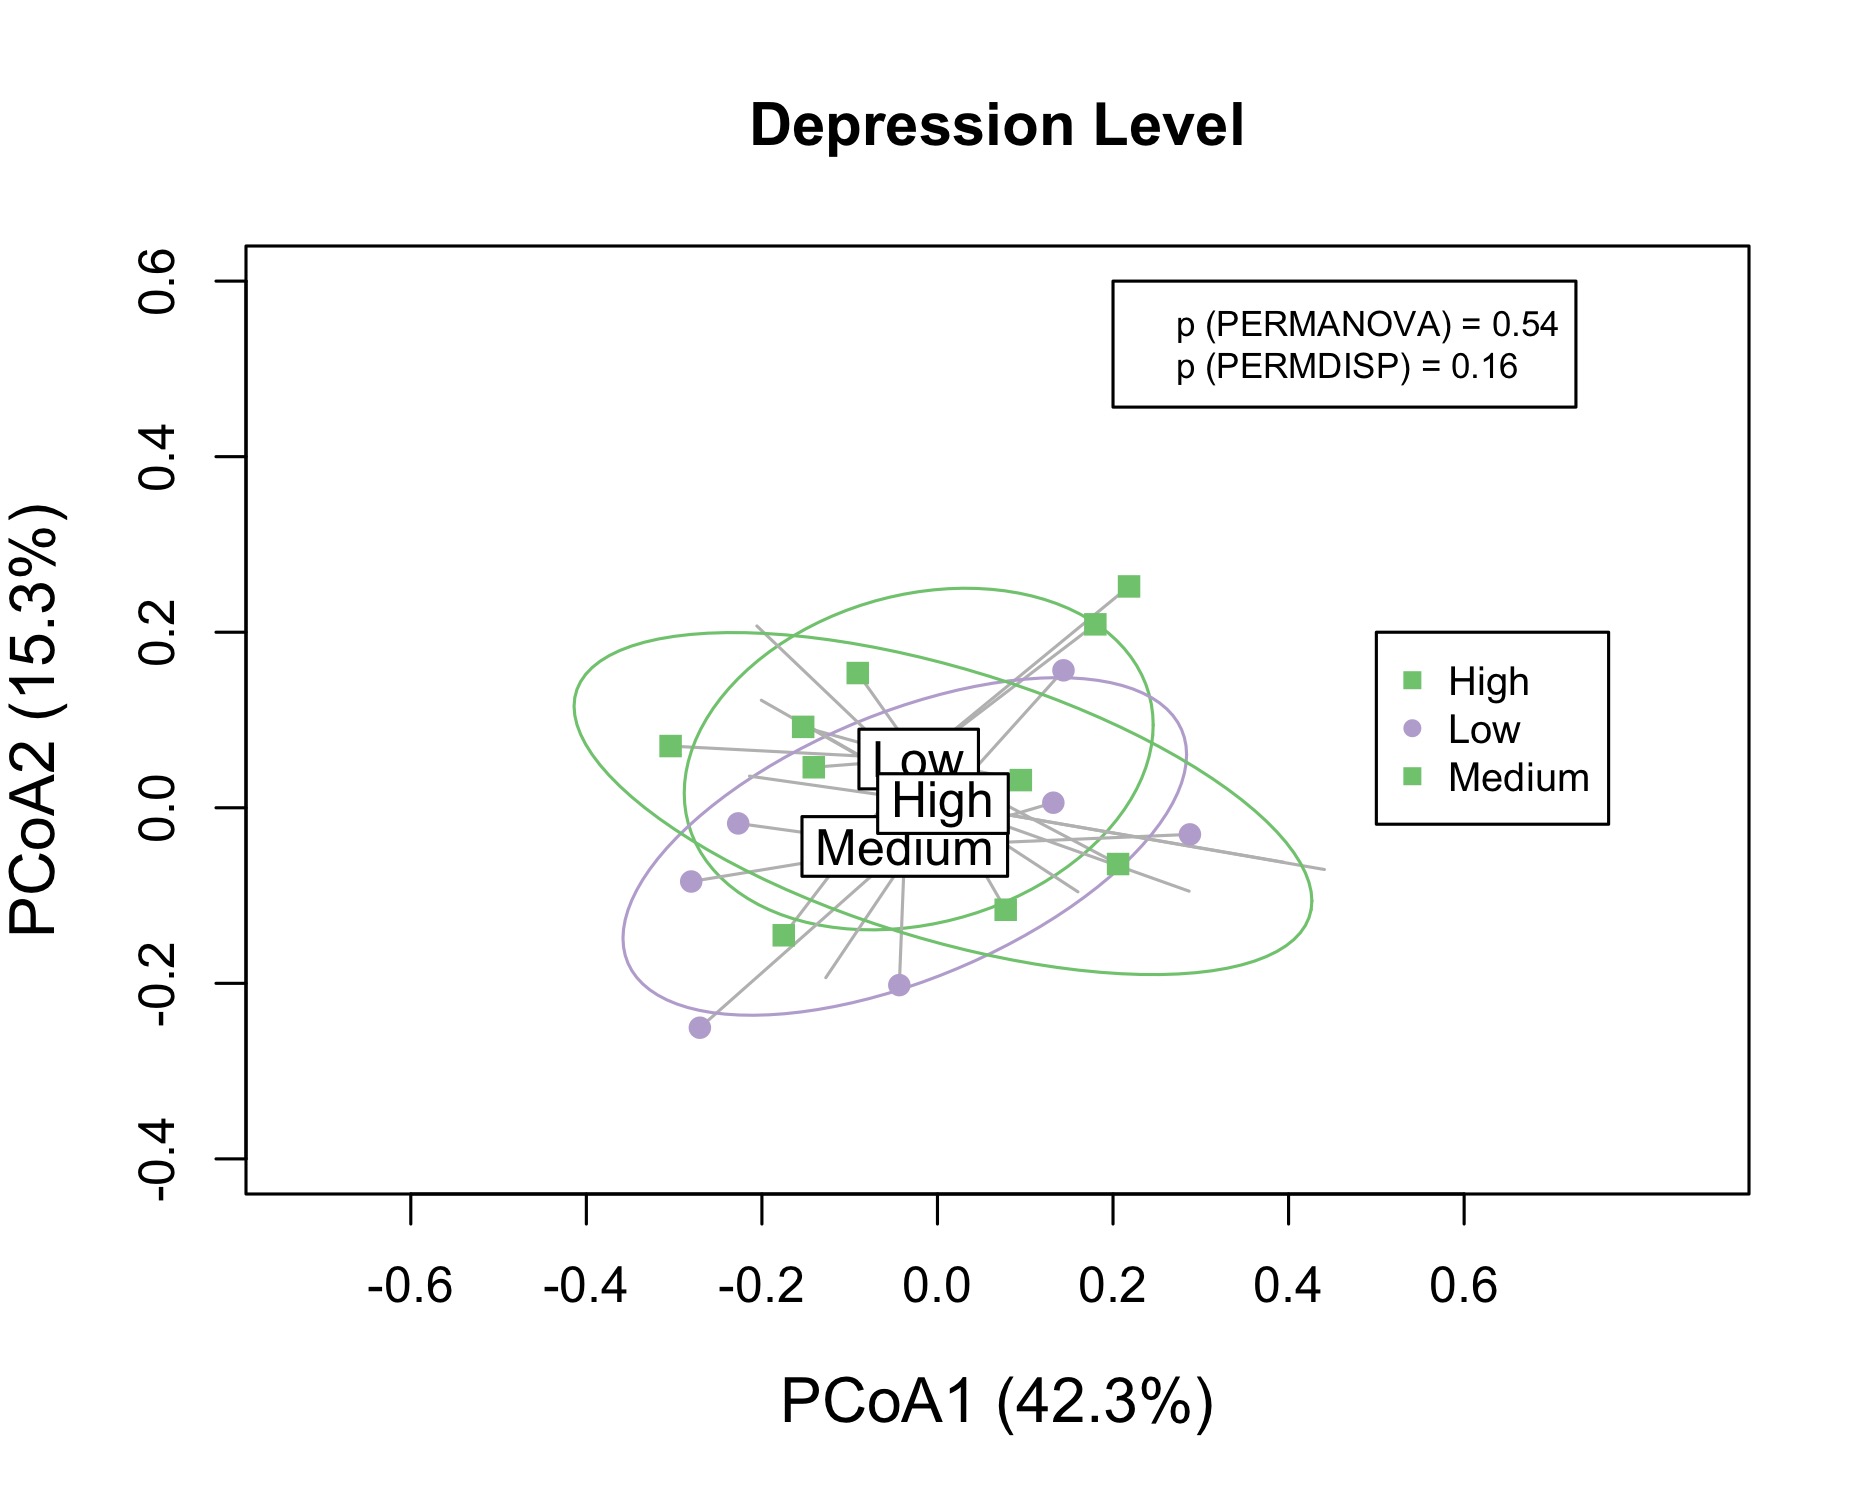 Depression Level
PCoA2 (15.3%)
0.6
0.4
0.2
0.0
-0.2
-0.4
p (PERMANOVA) = 0.54
p (PERMDISP) = 0.16
High
Low
Medium
Low
High
Medium
-0.6 -0.4 -0.2 0.0 0.2 0.4 0.6
PCoA1 (42.3%)